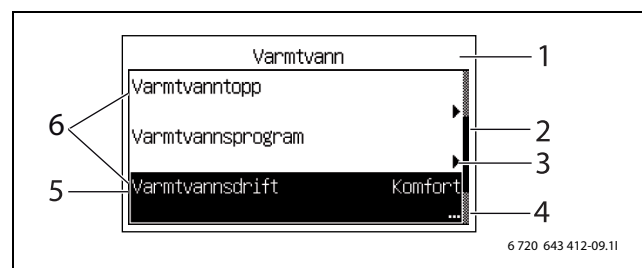 Varmtvann
1
Varmtvanntopp
6
2
Varmtvannsprogram
3
5
Varmtvannsdrift Komfort
...
4
6 720 643 412-09.1I